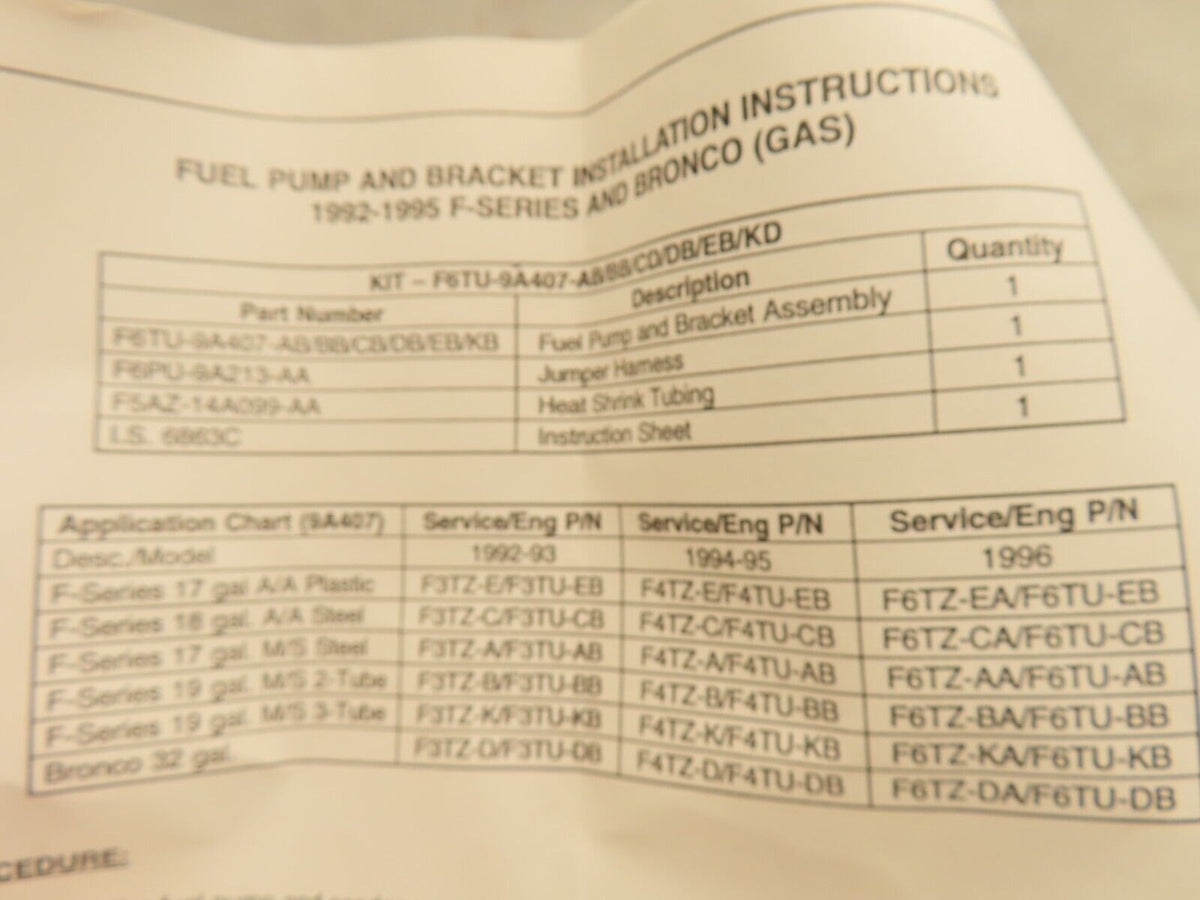 FUEL PUMP AND BRACKET INSTALLATION INSTRUCTIONS
1992-1995 F-SERIES AND BRONCO (GAS)
KIT – F6TU-9A407-AB/BB/CD/DB/EB/KD
Part Number Description Quantity
F6TU-9A407-AB/BB/CB/DB/EB/KB Fuel Pump and Bracket Assembly 1
F6PU-9A213-AA Jumper Harness 1
F5AZ-14A099-AA Heat Shrink Tubing 1
I.S. 6863C Instruction Sheet 1
Application Chart (9A407) Service/Eng P/N Service/Eng P/N Service/Eng P/N
Desc./Model 1992-93 1994-95 1996
F-Series 17 gal A/A Plastic F3TZ-E/F3TU-EB F4TZ-E/F4TU-EB F6TZ-EA/F6TU-EB
F-Series 18 gal. A/A Steel F3TZ-C/F3TU-CB F4TZ-C/F4TU-CB F6TZ-CA/F6TU-CB
F-Series 17 gal. M/S Steel F3TZ-A/F3TU-AB F4TZ-A/F4TU-AB F6TZ-AA/F6TU-AB
F-Series 19 gal. M/S 2-Tube F3TZ-B/F3TU-BB F4TZ-B/F4TU-BB F6TZ-BA/F6TU-BB
F-Series 19 gal. M/S 3-Tube F3TZ-K/F3TU-KB F4TZ-K/F4TU-KB F6TZ-KA/F6TU-KB
Bronco 32 gal. F3TZ-D/F3TU-DB F4TZ-D/F4TU-DB F6TZ-DA/F6TU-DB
CEDURE: